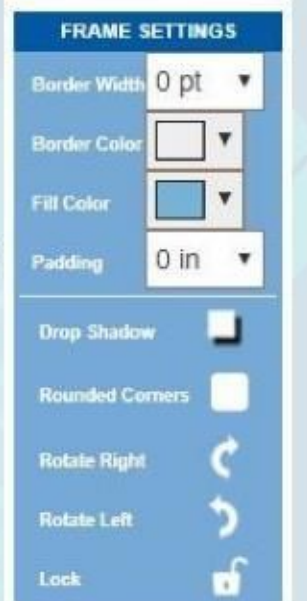 FRAME SETTINGS
Border Width 0 pt
Border Color
Fill Color
Padding 0 in
Drop Shadow
Rounded Corners
Rotate Right
Rotate Left
Lock